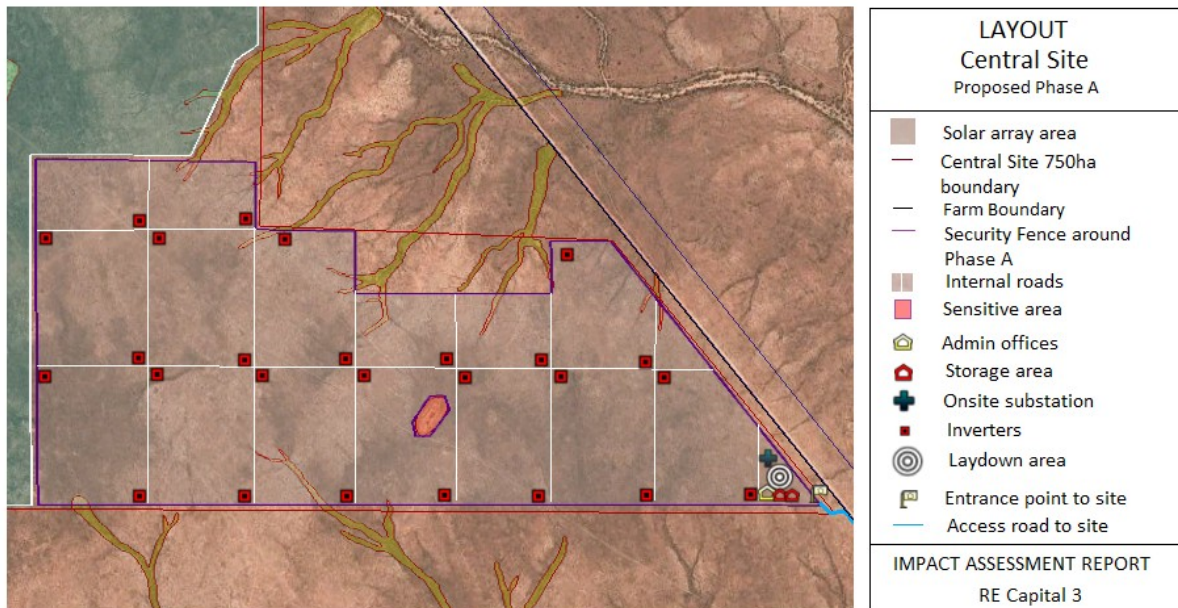 LAYOUT
Central Site
Proposed Phase A
Solar array area
Central Site 750ha
boundary
Farm Boundary
Security Fence around
Phase A
Internal roads
Sensitive area
Admin offices
Storage area
Onsite substation
Inverters
Laydown area
Entrance point to site
Access road to site
IMPACT ASSESSMENT REPORT
RE Capital 3